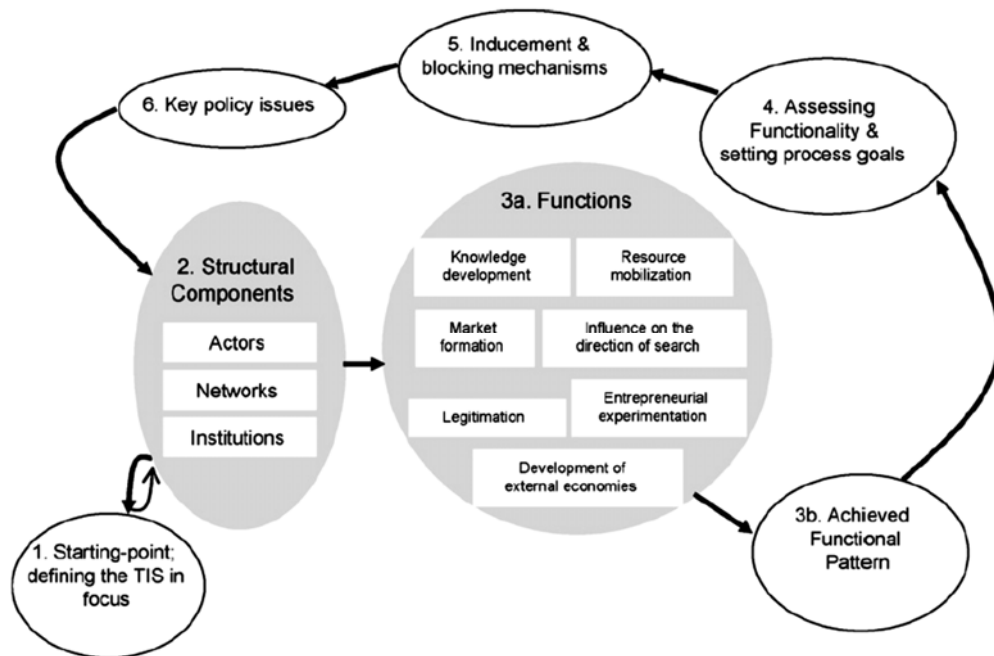 5. Inducement &
blocking mechanisms
6. Key policy issues
4. Assessing
Functionality &
setting process goals
3a. Functions
Knowledge
development
Resource
mobilization
2. Structural
Components
Market
formation
Influence on the
direction of search
Actors
Networks
Institutions
Legitimation
Entrepreneurial
experimentation
Development of
external economies
1. Starting-point;
defining the TIS in
focus
3b. Achieved
Functional
Pattern